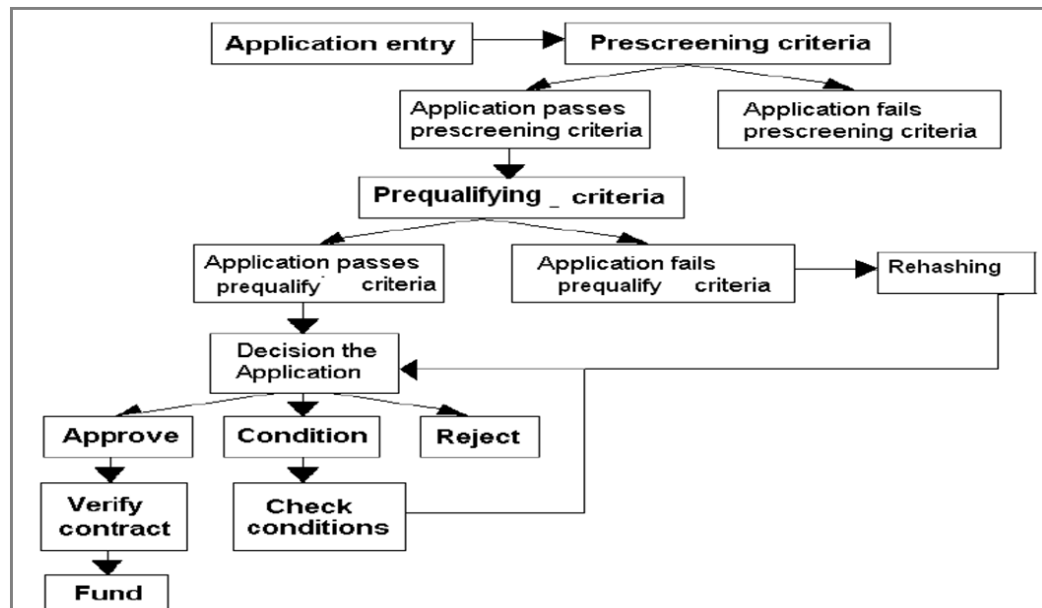 Application entry
Prescreening criteria
Application passes
prescreening criteria
Application fails
prescreening criteria
Prequalifying _ criteria
Application passes
prequalify criteria
Application fails
prequalify criteria
Rehashing
Decision the
Application
Approve
Condition
Reject
Verify
contract
Check
conditions
Fund